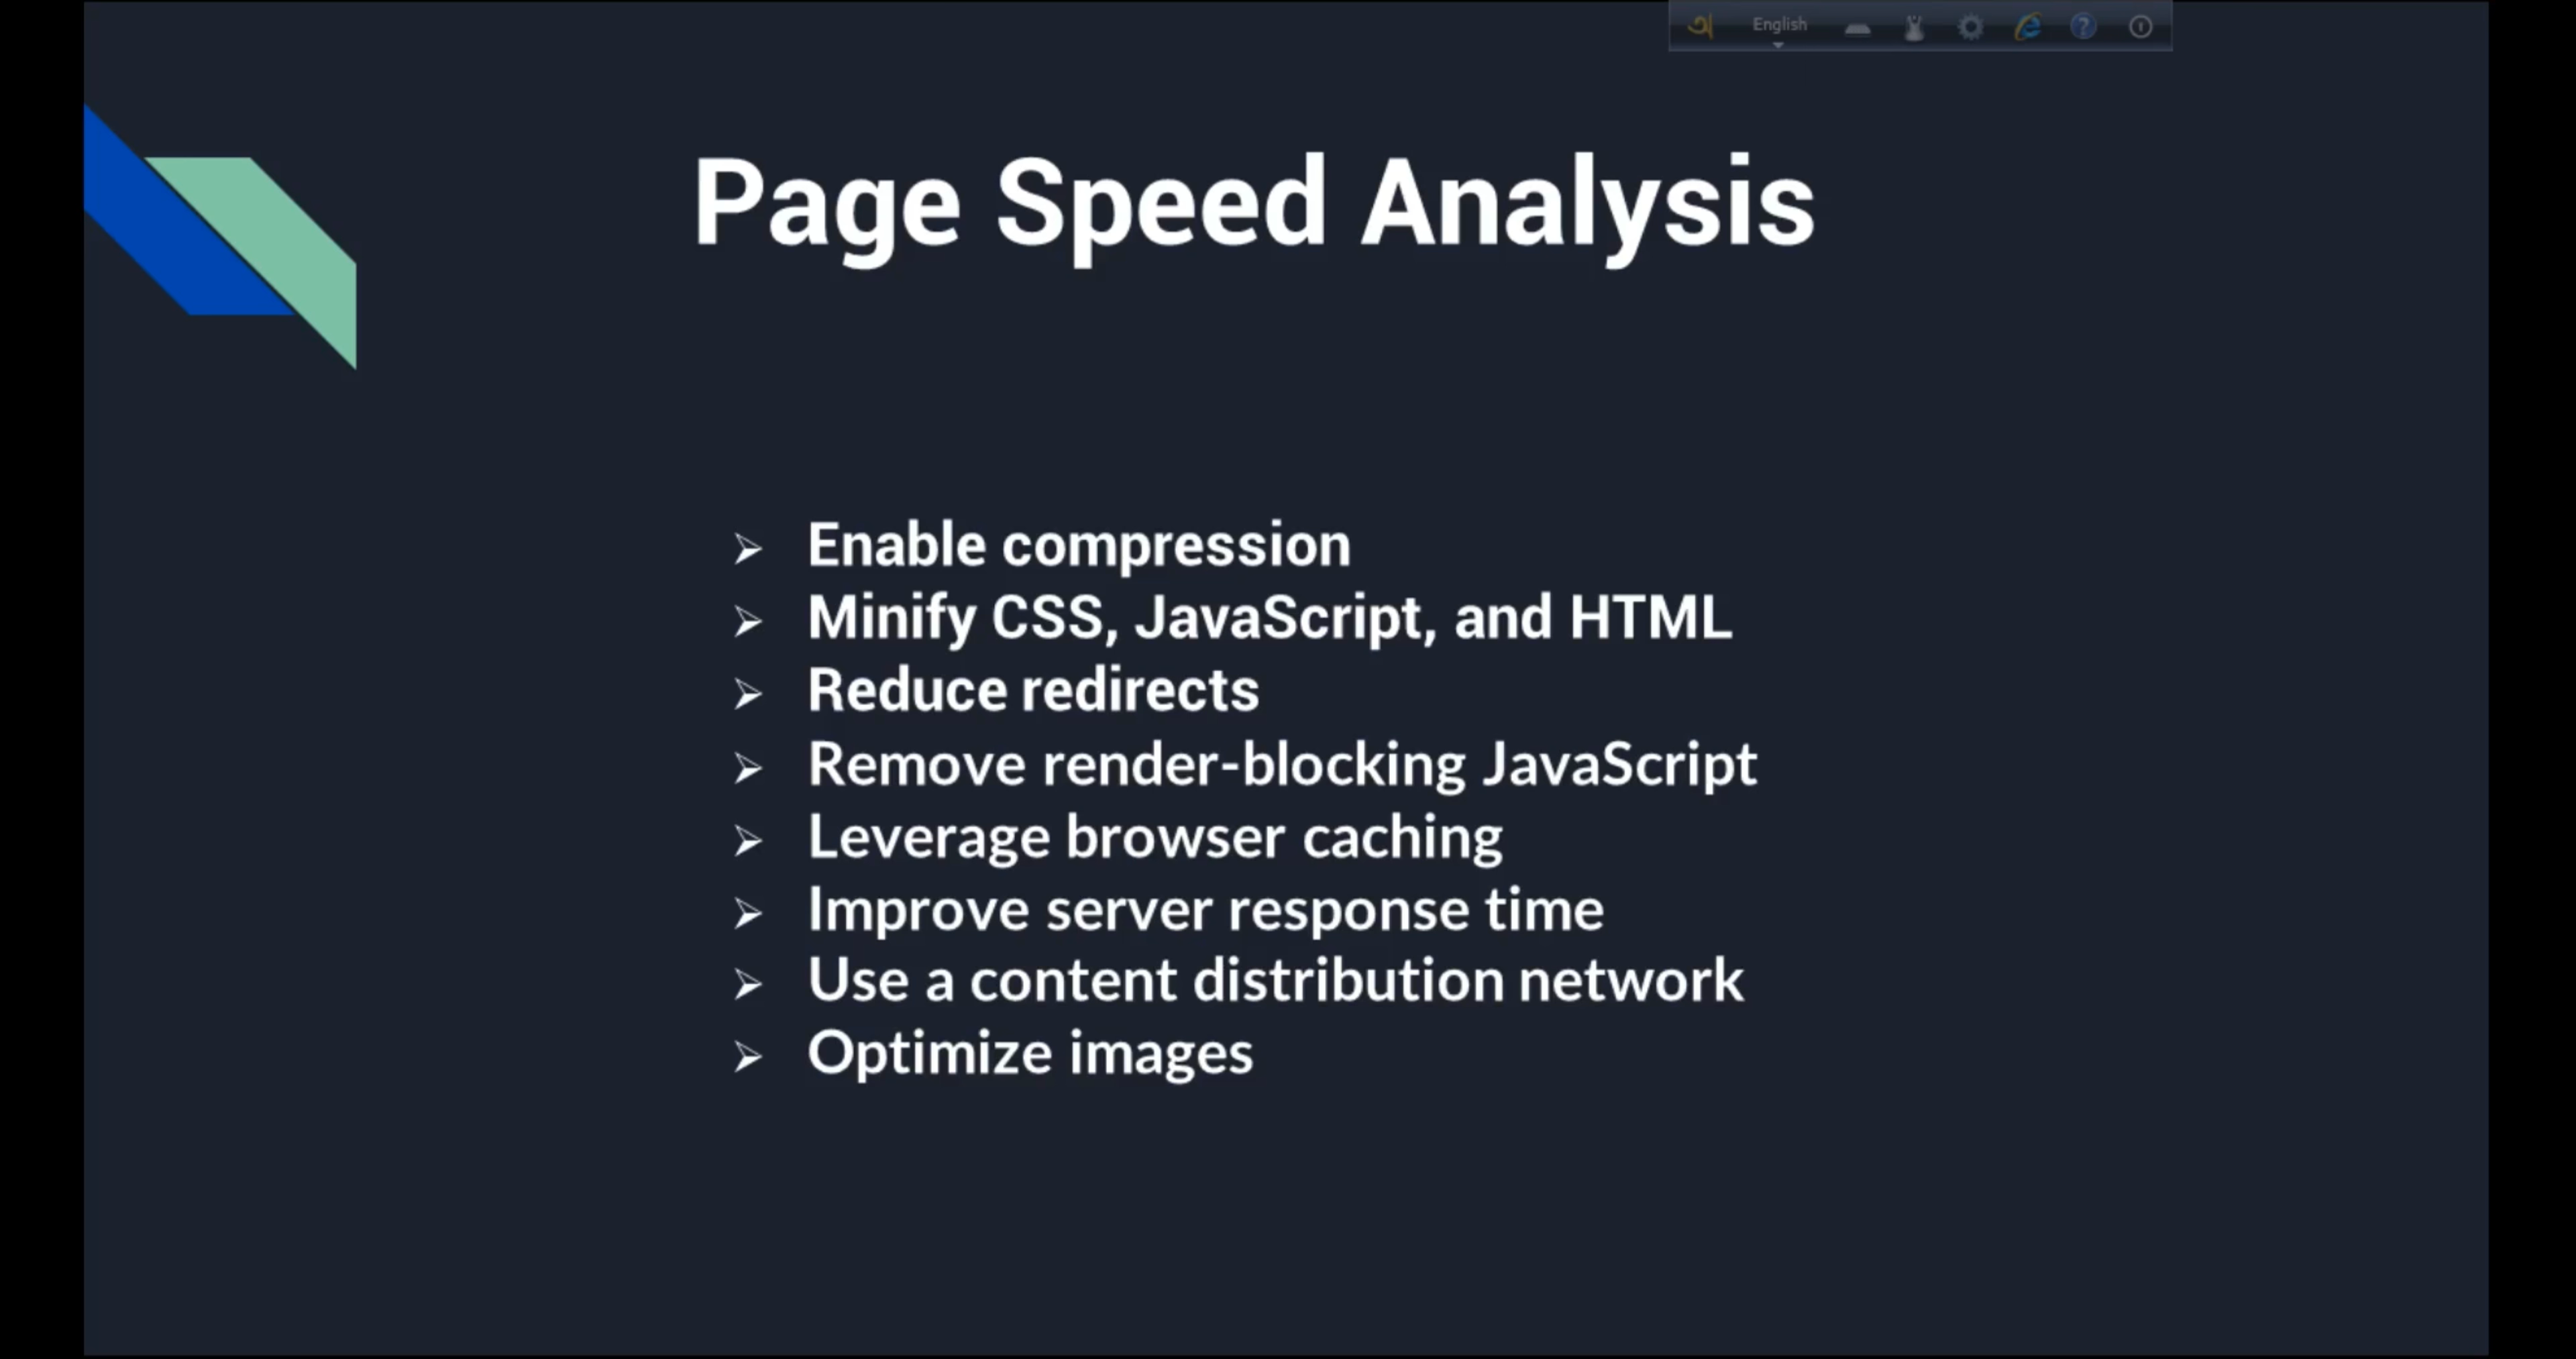 অ English
Page Speed Analysis
➢ Enable compression
➢ Minify CSS, JavaScript, and HTML
➢ Reduce redirects
➢ Remove render-blocking JavaScript
➢ Leverage browser caching
➢ Improve server response time
➢ Use a content distribution network
➢ Optimize images